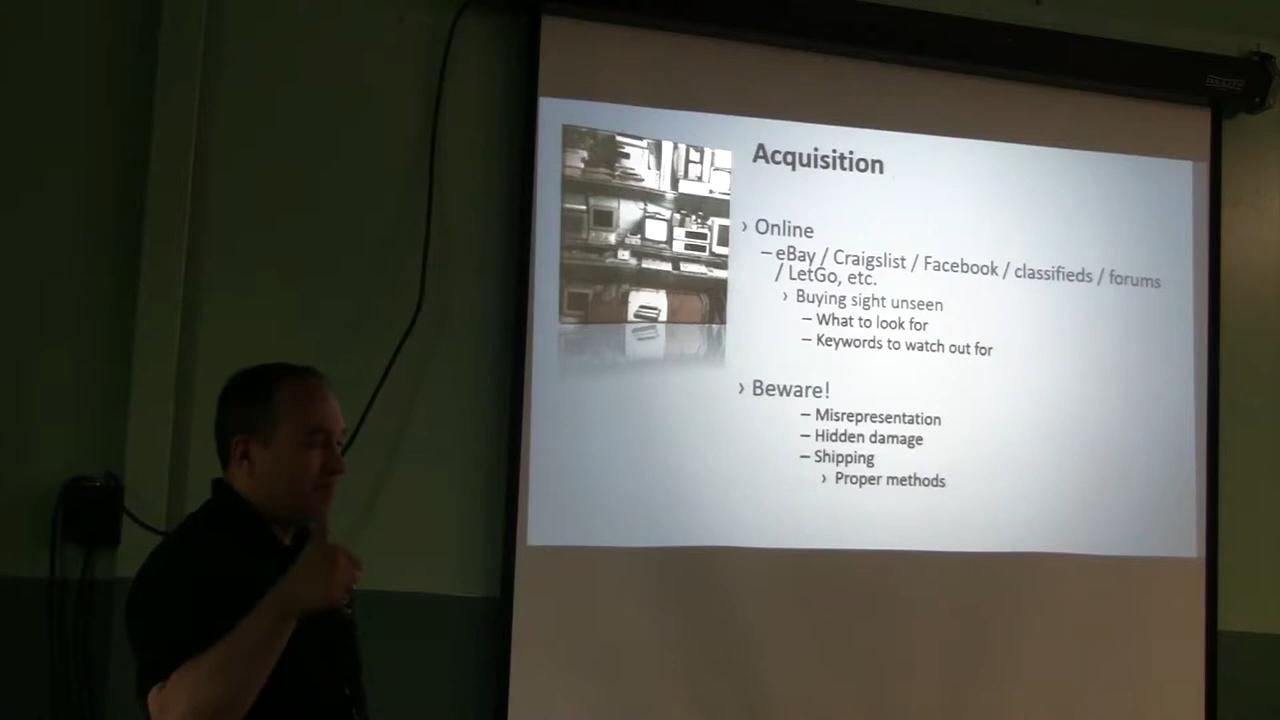 Acquisition
› Online
– eBay / Craigslist / Facebook / classifieds / forums
/ LetGo, etc.
› Buying sight unseen
– What to look for
– Keywords to watch out for
› Beware!
– Misrepresentation
– Hidden damage
– Shipping
› Proper methods